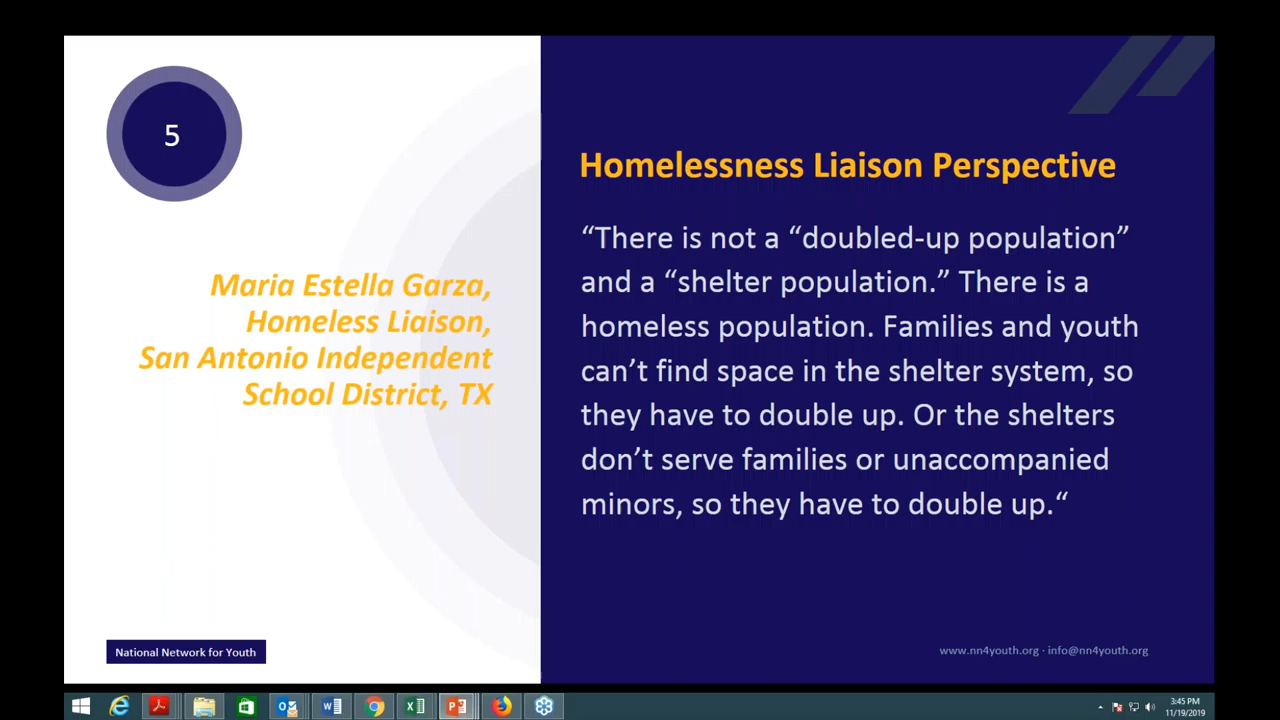 5
Maria Estella Garza,
Homeless Liaison,
San Antonio Independent
School District, TX
National Network for Youth
Homelessness Liaison Perspective
“There is not a “doubled-up population”
and a “shelter population.” There is a
homeless population. Families and youth
can’t find space in the shelter system, so
they have to double up. Or the shelters
don’t serve families or unaccompanied
minors, so they have to double up.“
www.nn4youth.org · info@nn4youth.org
3:45 PM
11/19/2019